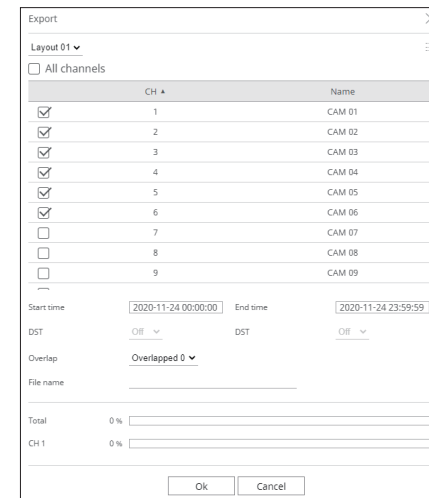 Export
Layout 01
All channels
CH ▲ Name
1 CAM 01
2 CAM 02
3 CAM 03
4 CAM 04
5 CAM 05
6 CAM 06
7 CAM 07
8 CAM 08
9 CAM 09
Start time 2020-11-24 00:00:00 End time 2020-11-24 23:59:59
DST Off DST Off
Overlap Overlapped 0
File name
Total 0 %
CH 1 0 %
Ok Cancel